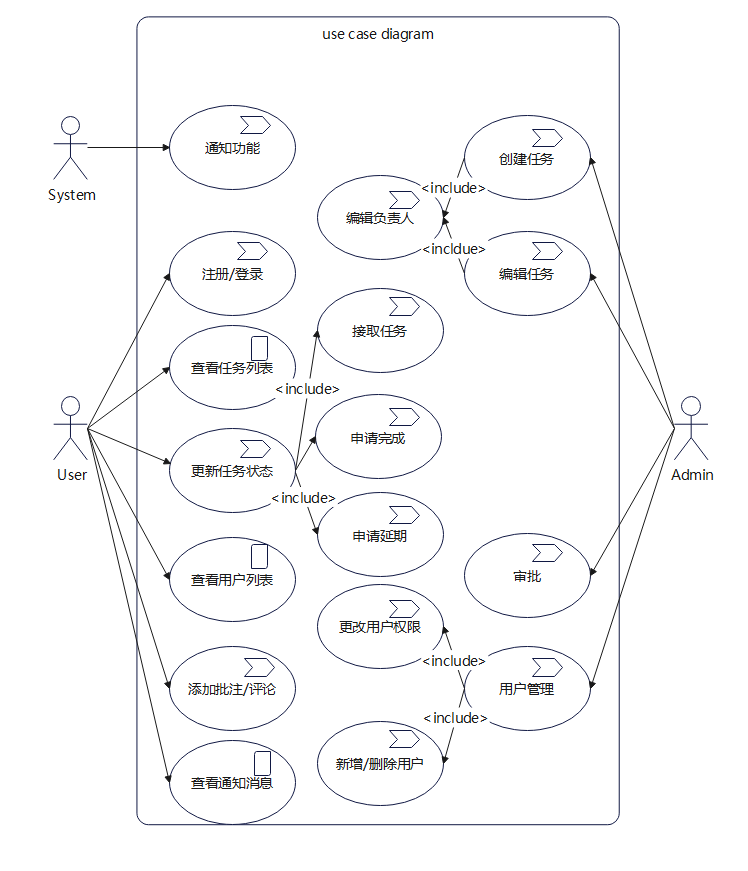 use case diagram
通知功能
创建任务
System
<include>
编辑负责人
<incldue>
注册/登录
编辑任务
接取任务
查看任务列表
<include>
申请完成
User
更新任务状态
Admin
<include>
申请延期
查看用户列表
审批
更改用户权限
<include>
添加批注/评论
用户管理
<include>
新增/删除用户
查看通知消息